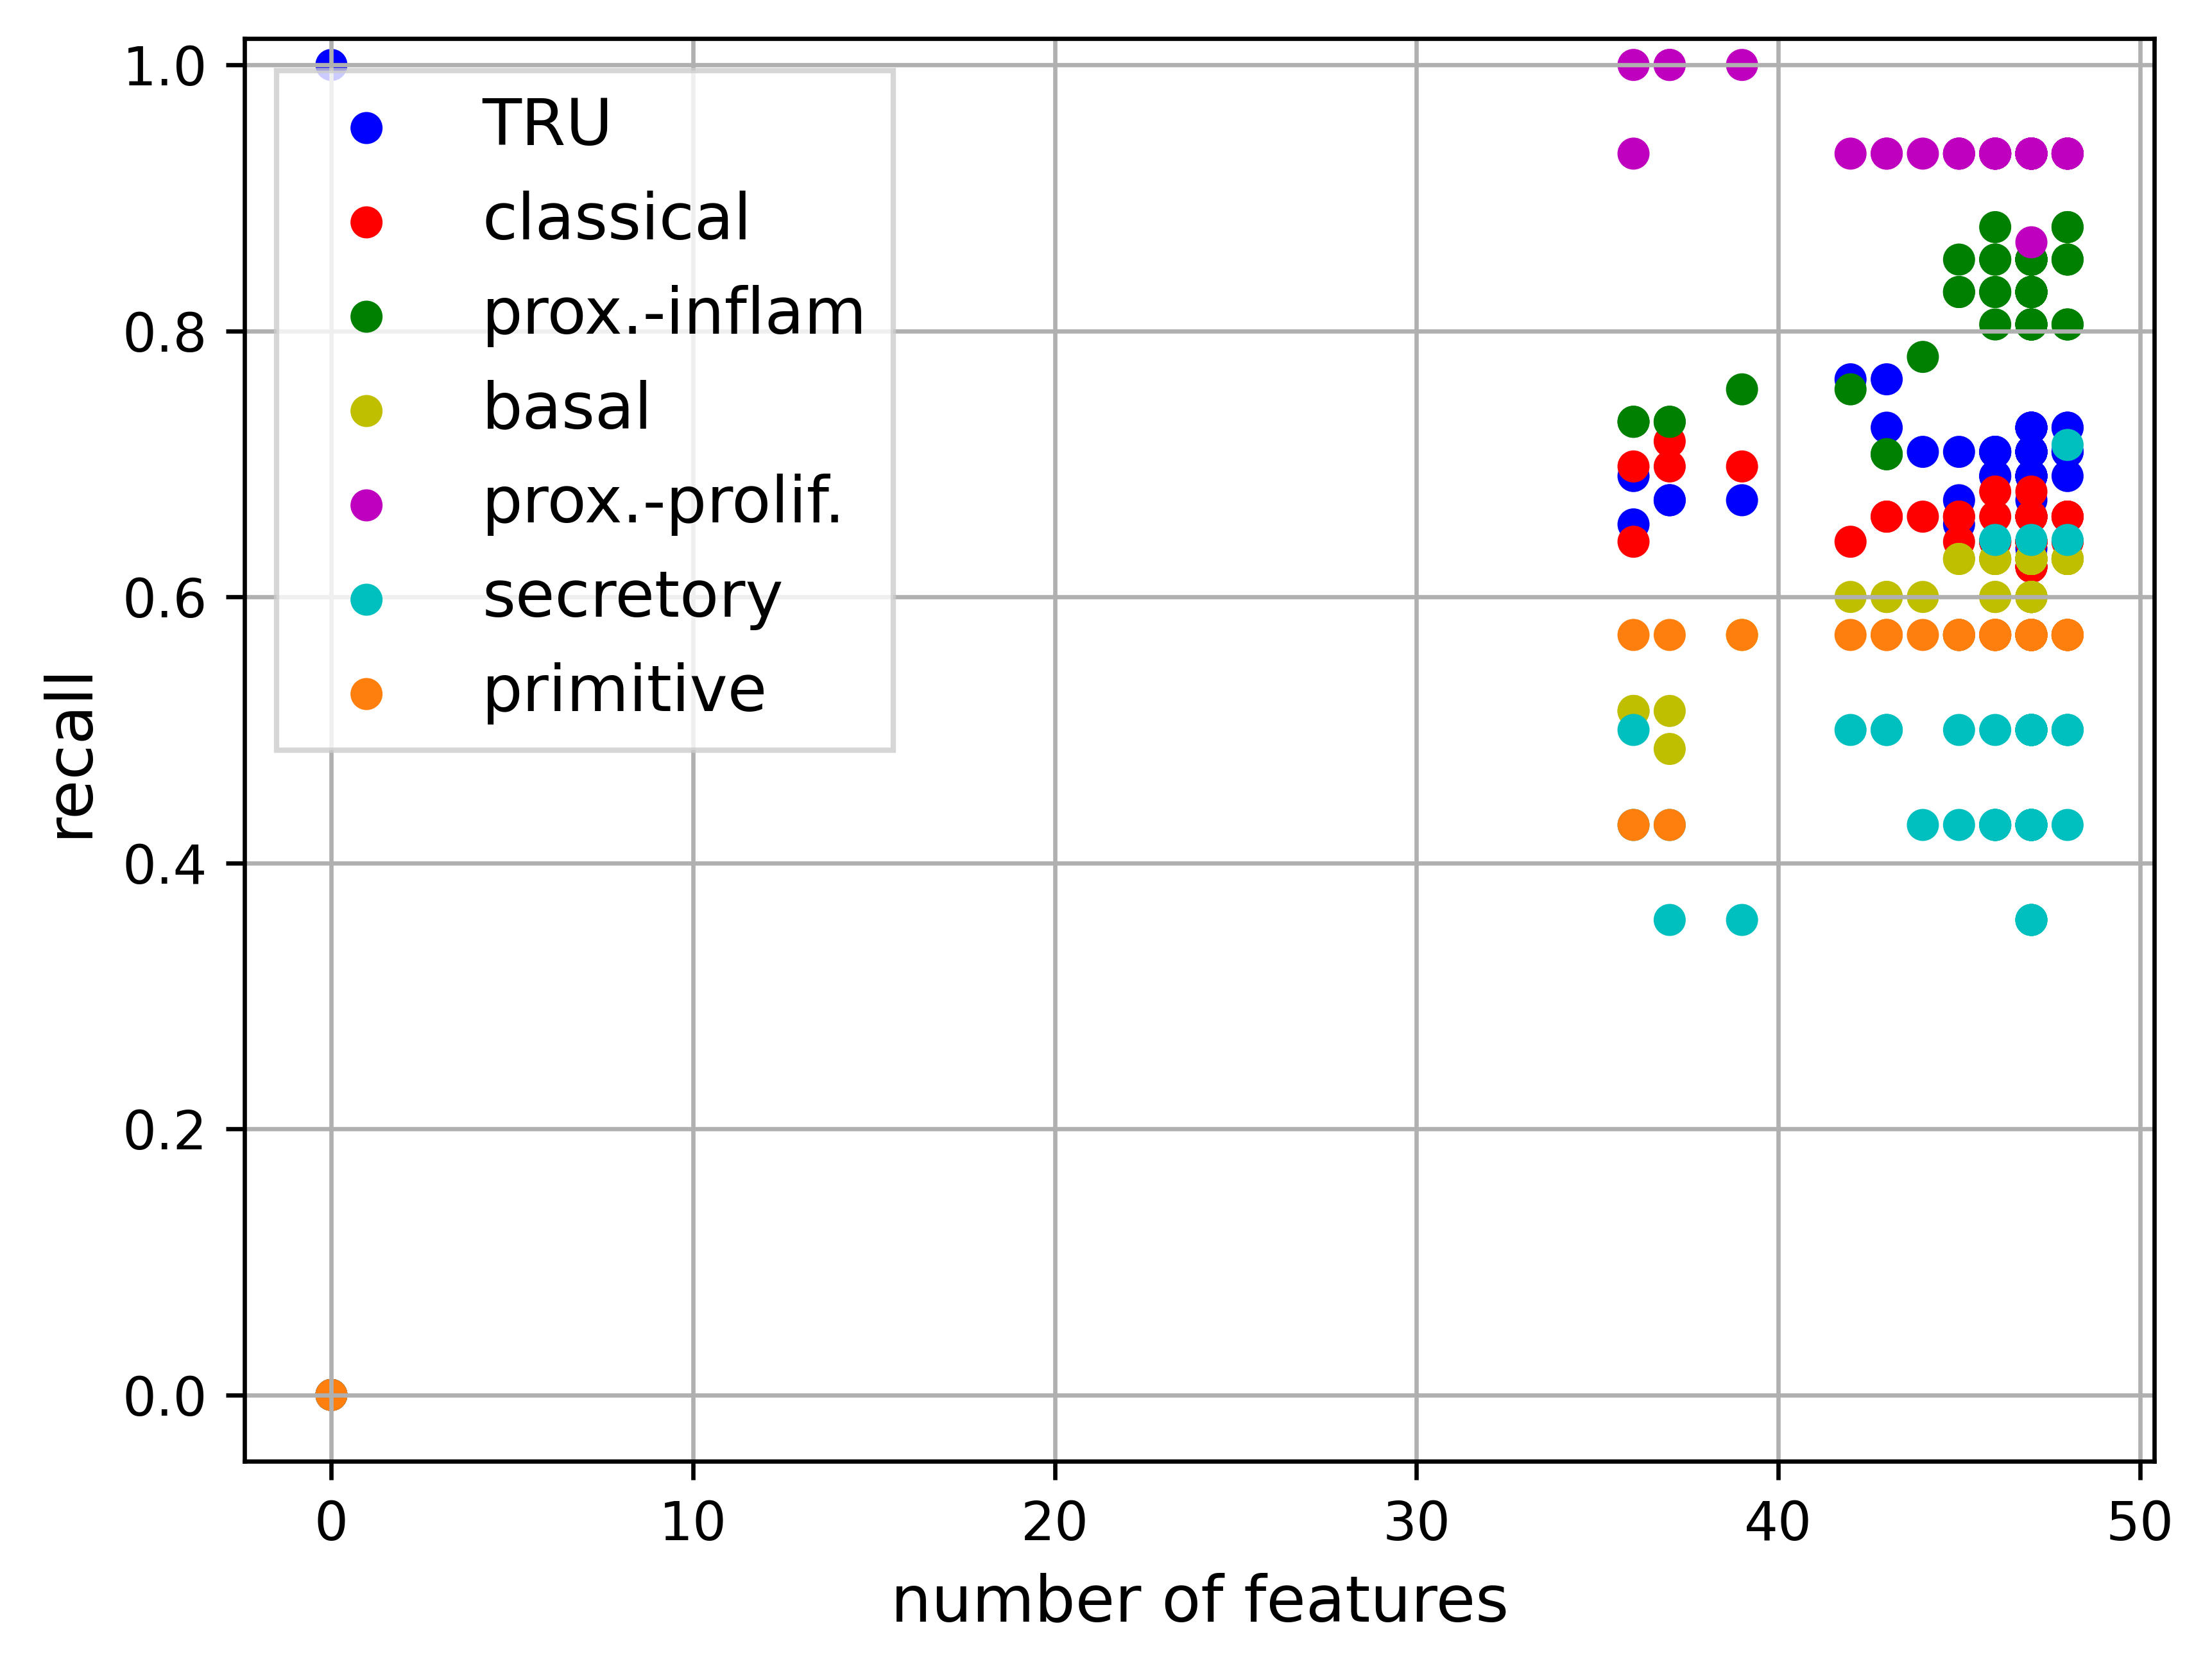 1.0
0.8
0.6
0.4
0.2
0.0
recall
TRU
classical
prox.-inflam
basal
prox.-prolif.
secretory
primitive
0 10 20 30 40 50
number of features